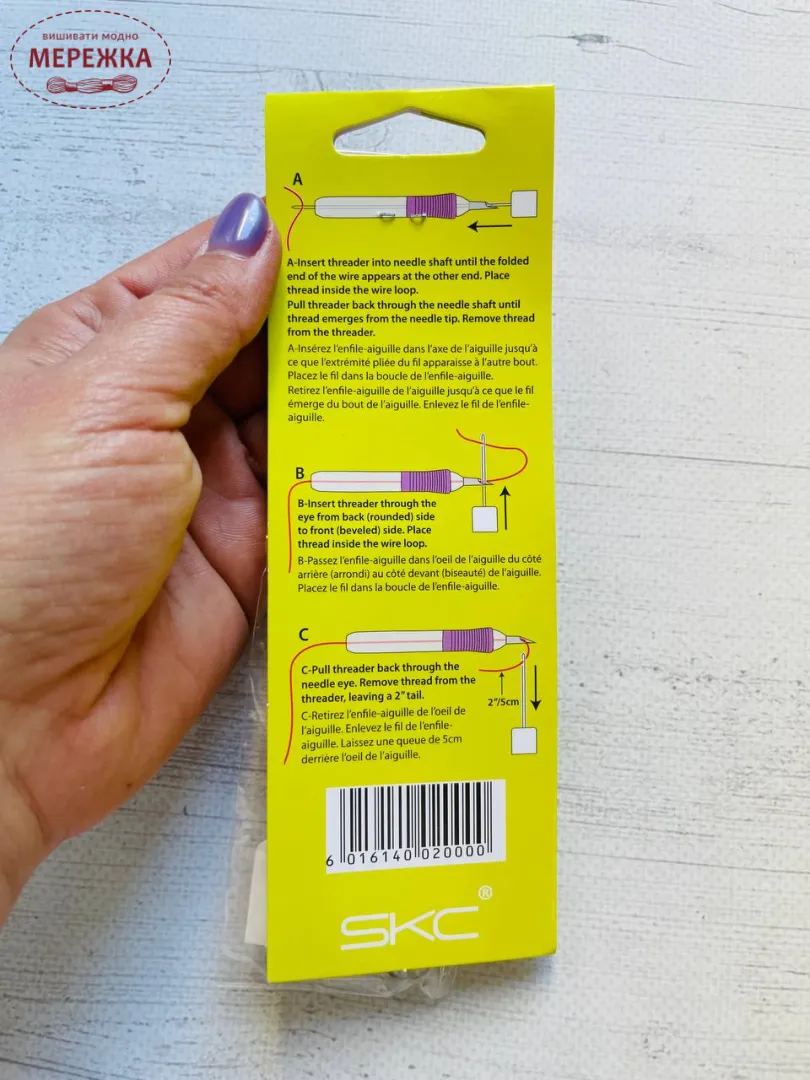 вишивати модно
МЕРЕЖКА
A
A-Insert threader into needle shaft until the folded
end of the wire appears at the other end. Place
thread inside the wire loop.
Pull threader back through the needle shaft until
thread emerges from the needle tip. Remove thread
from the threader.
A-Insérez l'enfile-aiguille dans l'axe de l'aiguille jusqu'à
ce que l'extrémité pliée du fil apparaisse à l'autre bout.
Placez le fil dans la boucle de l'enfile-aiguille.
Retirez l'enfile-aiguille de l'aiguille jusqu'à ce que le fil
émerge du bout de l'aiguille. Enlevez le fil de l'enfile-
aiguille.
B
B-Insert threader through the
eye from back (rounded) side
to front (beveled) side. Place
thread inside the wire loop.
B-Passez l'enfile-aiguille dans l'oeil de l'aiguille du côté
arrière (arrondi) au côté devant (biseauté) de l'aiguille.
Placez le fil dans la boucle de l'enfile-aiguille.
C
C-Pull threader back through the
needle eye. Remove thread from the
threader, leaving a 2" tail.
2"/5cm
C-Retirez l'enfile-aiguille de l'oeil de
l'aiguille. Enlevez le fil de l'enfile-
aiguille. Laissez une queue de 5cm
derrière l'oeil de l'aiguille.
6 016140 020000
SKC®